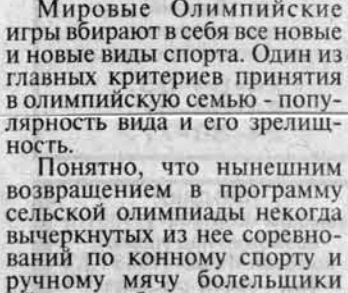 Мировые Олимпийские
игры вбирают в себя все новые
и новые виды спорта. Один из
главных критериев принятия
в олимпийскую семью - попу-
лярность вида и его зрелищ-
ность.
Понятно, что нынешним
возвращением в программу
сельской олимпиады некогда
вычеркнутых из нее соревно-
ваний по конному спорту и
ручному мячу болельщики